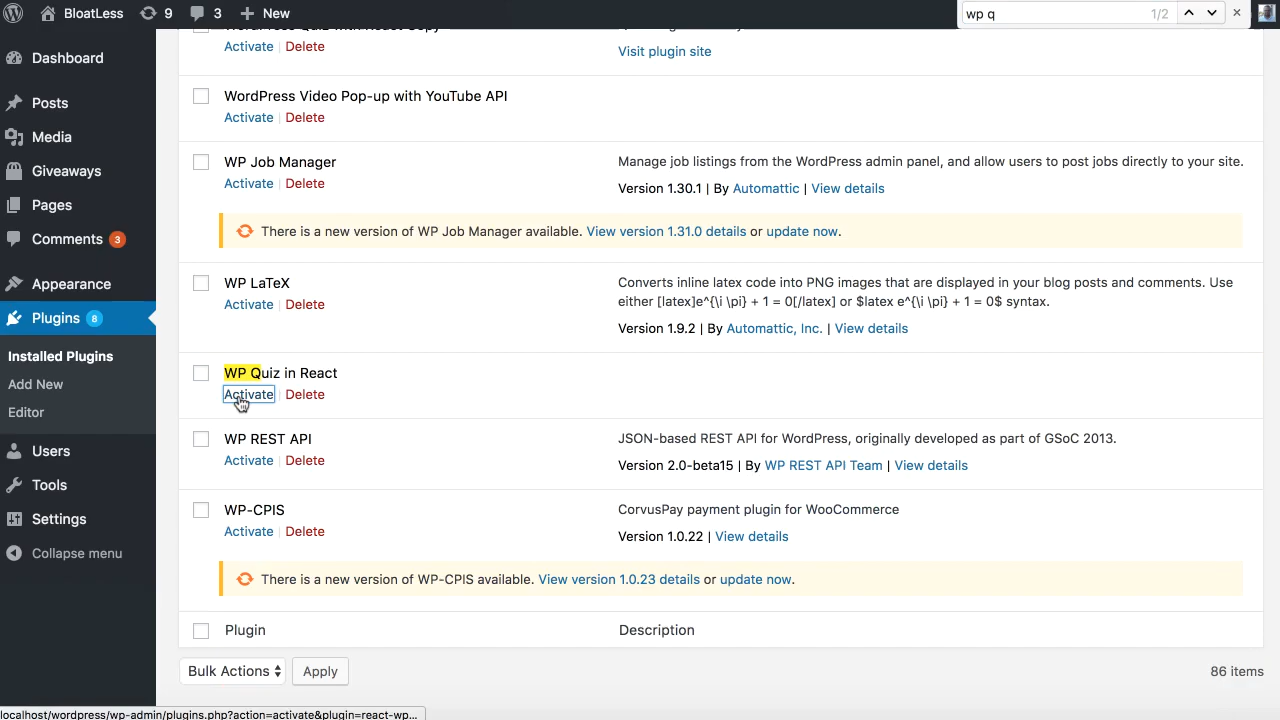 BloatLess 9 3 New
wp q 1/2
Dashboard
Posts
Media
Giveaways
Pages
Comments 3
Appearance
Plugins 8
Installed Plugins
Add New
Editor
Users
Tools
Settings
Collapse menu
WordPress Quiz with React Copy
Activate | Delete
Visit plugin site
WordPress Video Pop-up with YouTube API
Activate | Delete
WP Job Manager
Activate | Delete
Manage job listings from the WordPress admin panel, and allow users to post jobs directly to your site.
Version 1.30.1 | By Automattic | View details
There is a new version of WP Job Manager available. View version 1.31.0 details or update now.
WP LaTeX
Activate | Delete
Converts inline latex code into PNG images that are displayed in your blog posts and comments. Use
either [latex]e^{\i \pi} + 1 = 0[/latex] or $latex e^{\i \pi} + 1 = 0$ syntax.
Version 1.9.2 | By Automattic, Inc. | View details
WP Quiz in React
Activate | Delete
WP REST API
Activate | Delete
JSON-based REST API for WordPress, originally developed as part of GSoC 2013.
Version 2.0-beta15 | By WP REST API Team | View details
WP-CPIS
Activate | Delete
CorvusPay payment plugin for WooCommerce
Version 1.0.22 | View details
There is a new version of WP-CPIS available. View version 1.0.23 details or update now.
Plugin Description
Bulk Actions Apply
86 items
localhost/wordpress/wp-admin/plugins.php?action=activate&plugin=react-wp...